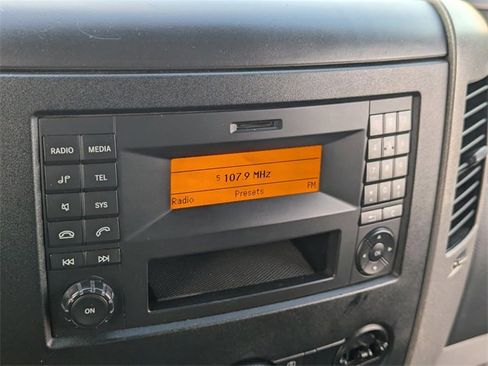 RADIO MEDIA
TEL
SYS
5 107.9 MHz
Radio Presets FM
ON